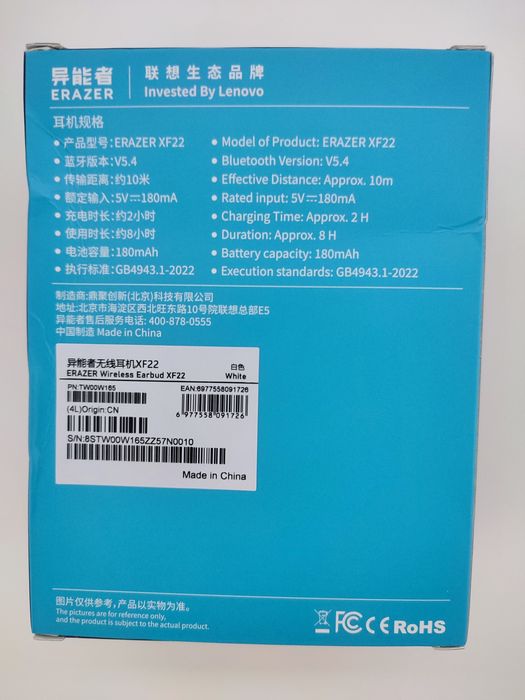 异能者 联想生态品牌
ERAZER Invested By Lenovo
耳机规格
• 产品型号: ERAZER XF22 • Model of Product: ERAZER XF22
• 蓝牙版本: V5.4 • Bluetooth Version: V5.4
• 传输距离: 约10米 • Effective Distance: Approx. 10m
• 额定输入: 5V⎓180mA • Rated input: 5V⎓180mA
• 充电时长: 约2小时 • Charging Time: Approx. 2 H
• 使用时长: 约8小时 • Duration: Approx. 8 H
• 电池容量: 180mAh • Battery capacity: 180mAh
• 执行标准: GB4943.1-2022 • Execution standards: GB4943.1-2022
制造商:鼎聚创新(北京)科技有限公司
地址:北京市海淀区西北旺东路10号院联想总部E5
异能者售后服务电话: 400-878-0555
中国制造 Made in China
异能者无线耳机XF22 白色
ERAZER Wireless Earbud XF22 White
PN:TW00W165 EAN:6977558091726
(4L)Origin:CN
6 977558 091726
S/N:8STW00W165ZZ57N0010
Made in China
图片仅供参考,产品以实物为准。
The pictures are for reference only,
and the product is subject to the actual product.
FC CE RoHS